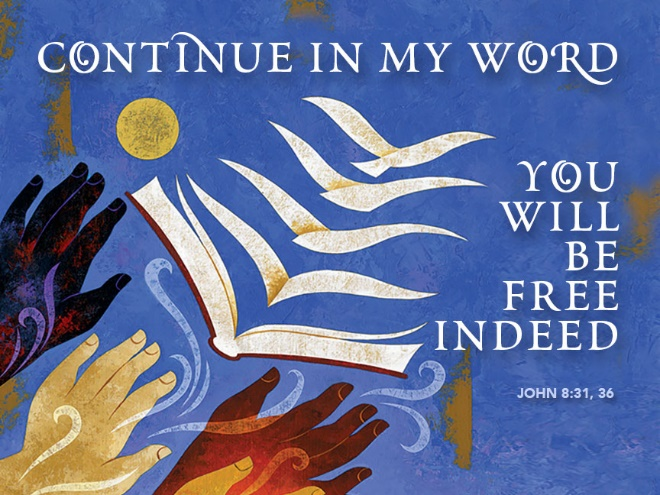 CONTINUE IN MY WORD
YOU
WILL
BE
FREE
INDEED
JOHN 8:31, 36